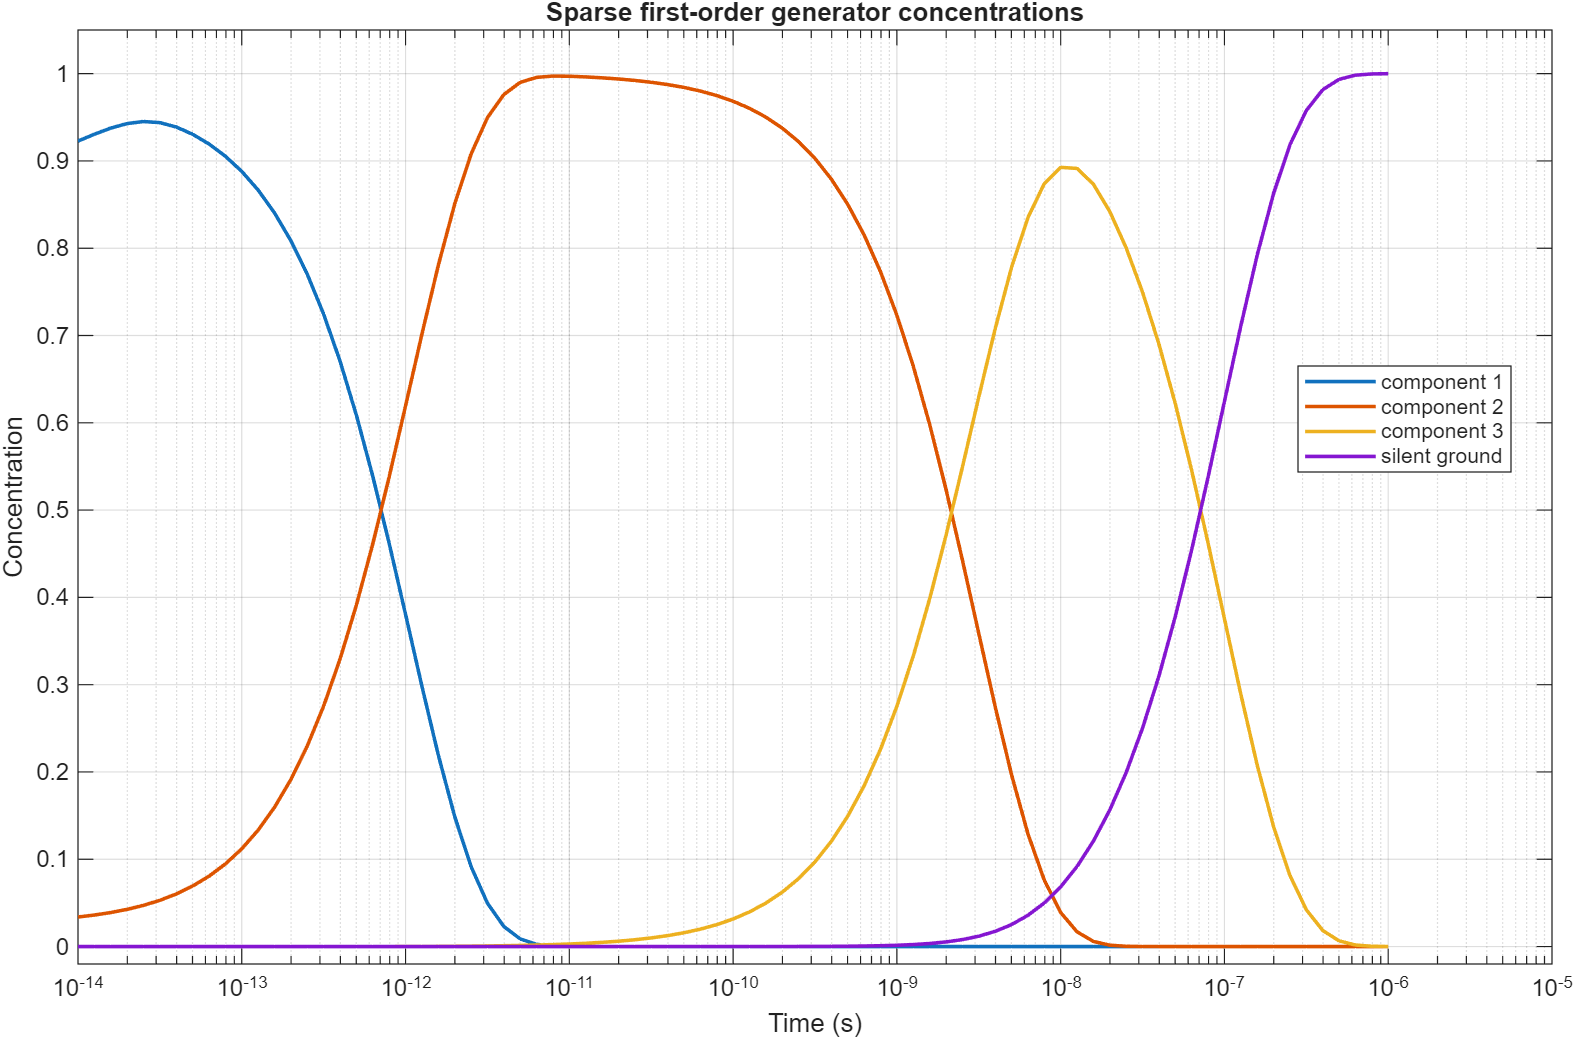 Sparse first-order generator concentrations
1
0.9
0.8
0.7
0.6
0.5
0.4
0.3
0.2
0.1
0
Concentration
component 1
component 2
component 3
silent ground
10-14 10-13 10-12 10-11 10-10 10-9 10-8 10-7 10-6 10-5
Time (s)